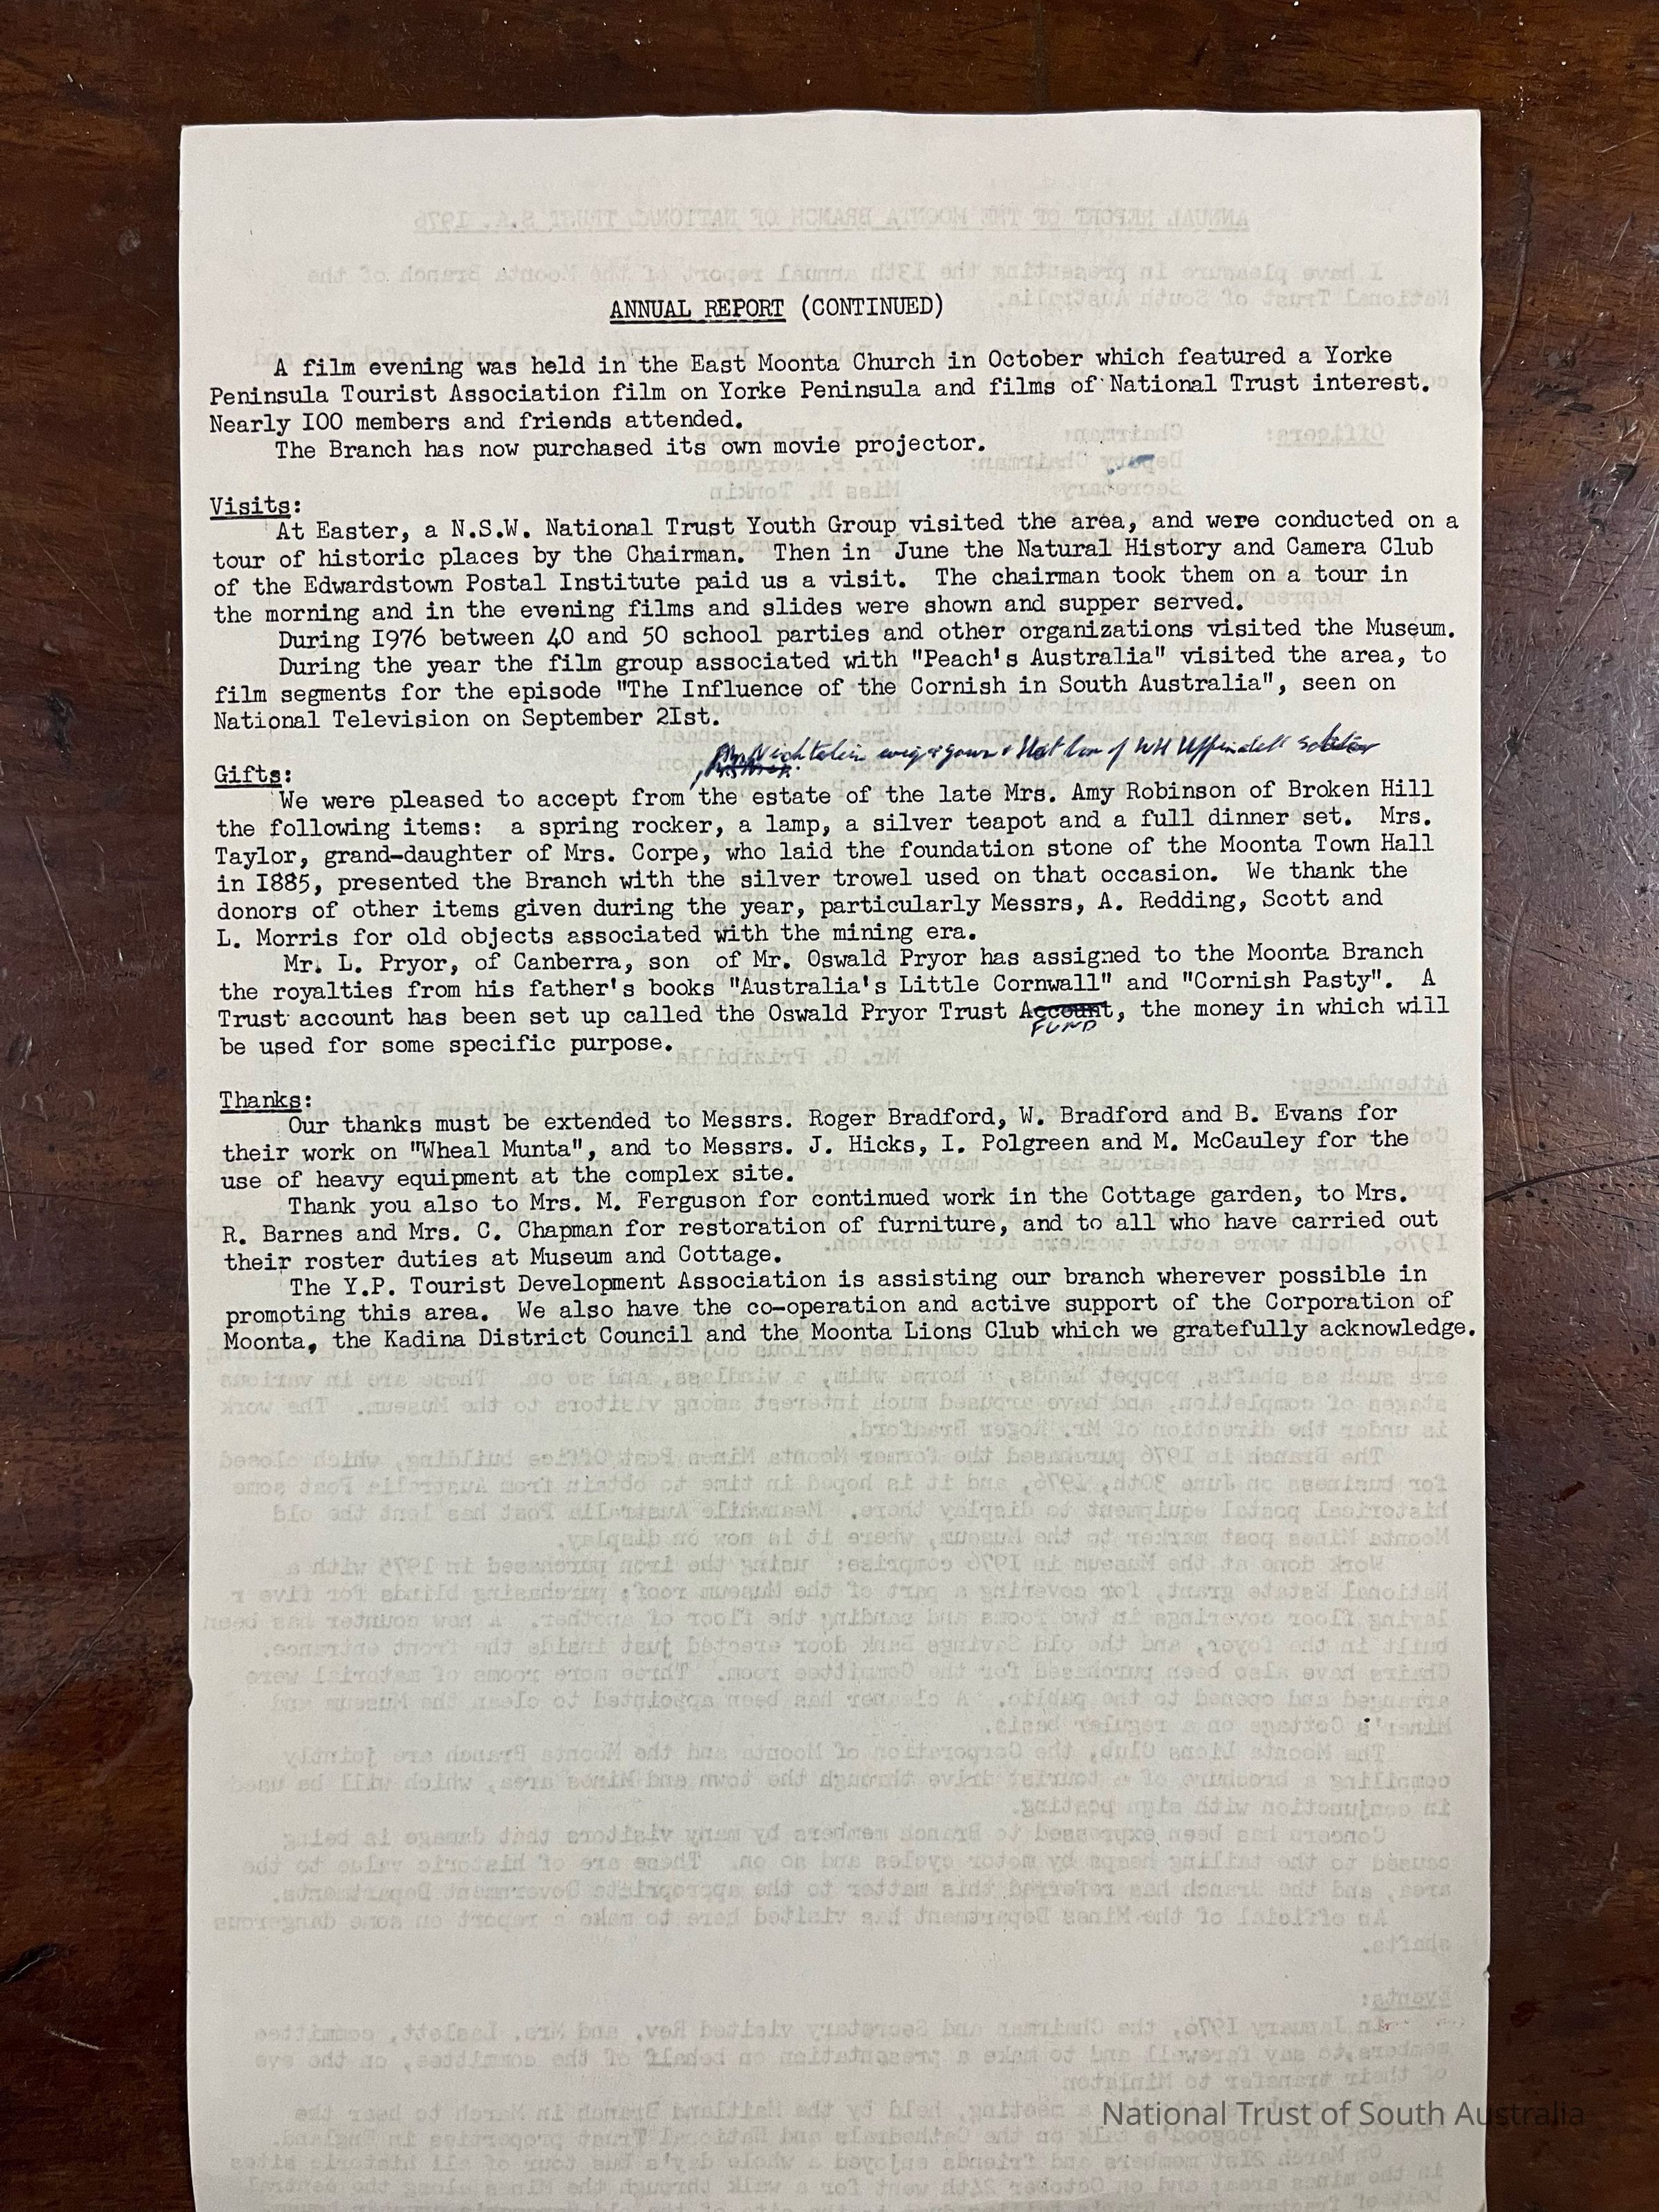 ANNUAL REPORT (CONTINUED)
A film evening was held in the East Moonta Church in October which featured a Yorke
Peninsula Tourist Association film on Yorke Peninsula and films of National Trust interest.
Nearly I00 members and friends attended.
The Branch has now purchased its own movie projector.
Visits:
At Easter, a N.S.W. National Trust Youth Group visited the area, and were conducted on a
tour of historic places by the Chairman. Then in June the Natural History and Camera Club
of the Edwardstown Postal Institute paid us a visit. The chairman took them on a tour in
the morning and in the evening films and slides were shown and supper served.
During I976 between 40 and 50 school parties and other organizations visited the Museum.
During the year the film group associated with "Peach's Australia" visited the area, to
film segments for the episode "The Influence of the Cornish in South Australia", seen on
National Television on September 2Ist.
wig & gown & Hat box of WH Uffindell Solicitor
Gifts:
We were pleased to accept from the estate of the late Mrs. Amy Robinson of Broken Hill
the following items: a spring rocker, a lamp, a silver teapot and a full dinner set. Mrs.
Taylor, grand-daughter of Mrs. Corpe, who laid the foundation stone of the Moonta Town Hall
in I885, presented the Branch with the silver trowel used on that occasion. We thank the
donors of other items given during the year, particularly Messrs, A. Redding, Scott and
L. Morris for old objects associated with the mining era.
Mr. L. Pryor, of Canberra, son of Mr. Oswald Pryor has assigned to the Moonta Branch
the royalties from his father's books "Australia's Little Cornwall" and "Cornish Pasty". A
Trust account has been set up called the Oswald Pryor Trust Account, the money in which will
FUND
be used for some specific purpose.
Thanks:
Our thanks must be extended to Messrs. Roger Bradford, W. Bradford and B. Evans for
their work on "Wheal Munta", and to Messrs. J. Hicks, I. Polgreen and M. McCauley for the
use of heavy equipment at the complex site.
Thank you also to Mrs. M. Ferguson for continued work in the Cottage garden, to Mrs.
R. Barnes and Mrs. C. Chapman for restoration of furniture, and to all who have carried out
their roster duties at Museum and Cottage.
The Y.P. Tourist Development Association is assisting our branch wherever possible in
promoting this area. We also have the co-operation and active support of the Corporation of
Moonta, the Kadina District Council and the Moonta Lions Club which we gratefully acknowledge.
National Trust of South Australia